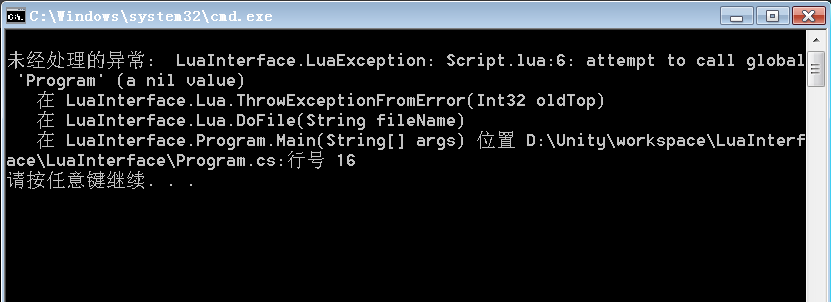 C:\Windows\system32\cmd.exe
未经处理的异常: LuaInterface.LuaException: Script.lua:6: attempt to call global
'Program' (a nil value)
在 LuaInterface.Lua.ThrowExceptionFromError(Int32 oldTop)
在 LuaInterface.Lua.DoFile(String fileName)
在 LuaInterface.Program.Main(String[] args) 位置 D:\Unity\workspace\LuaInterf
ace\LuaInterface\Program.cs:行号 16
请按任意键继续. . .